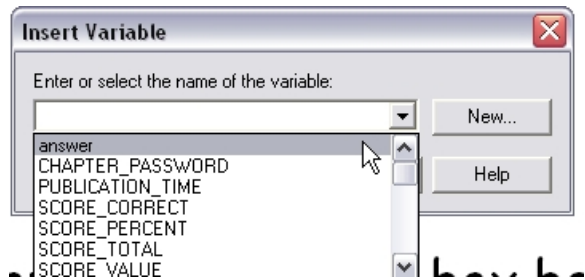 Insert Variable
Enter or select the name of the variable:
New...
answer
CHAPTER_PASSWORD
Help
PUBLICATION_TIME
SCORE_CORRECT
SCORE_PERCENT
SCORE_TOTAL
SCORE_VALUE